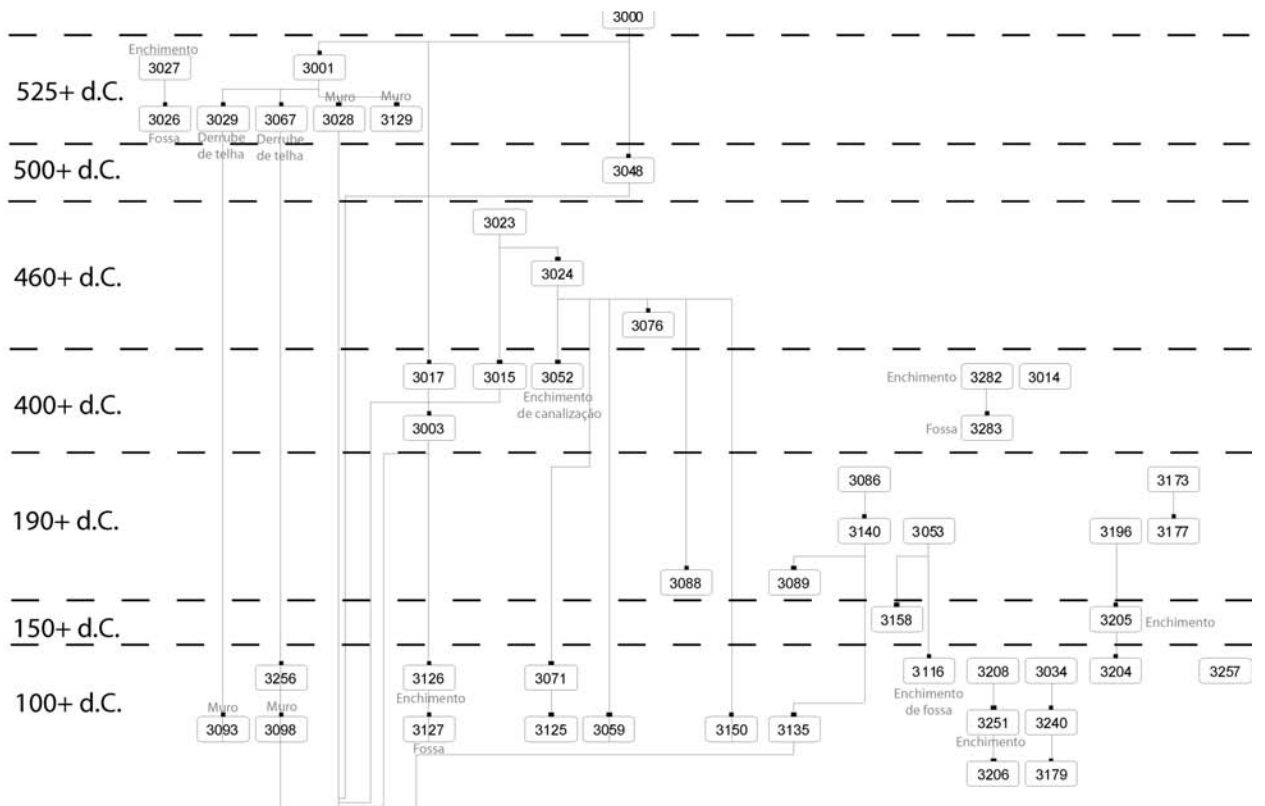 3000
Enchimento
3027
3001
525+ d.C.
Muro
Muro
3026
3029
3067
3028
3129
Fossa
Derrube
de telha
Derrube
de telha
500+ d.C.
3048
3023
460+ d.C.
3024
3076
3017
3015
3052
Enchimento
3282
3014
400+ d.C.
Enchimento
de canalização
3003
Fossa
3283
3086
3173
190+ d.C.
3140
3053
3196
3177
3088
3089
150+ d.C.
3158
3205
Enchimento
3256
3126
3071
3116
3208
3034
3204
3257
100+ d.C.
Enchimento
Enchimento
de fossa
Muro
Muro
3093
3098
3127
3125
3059
3150
3135
3251
3240
Fossa
Enchimento
3206
3179